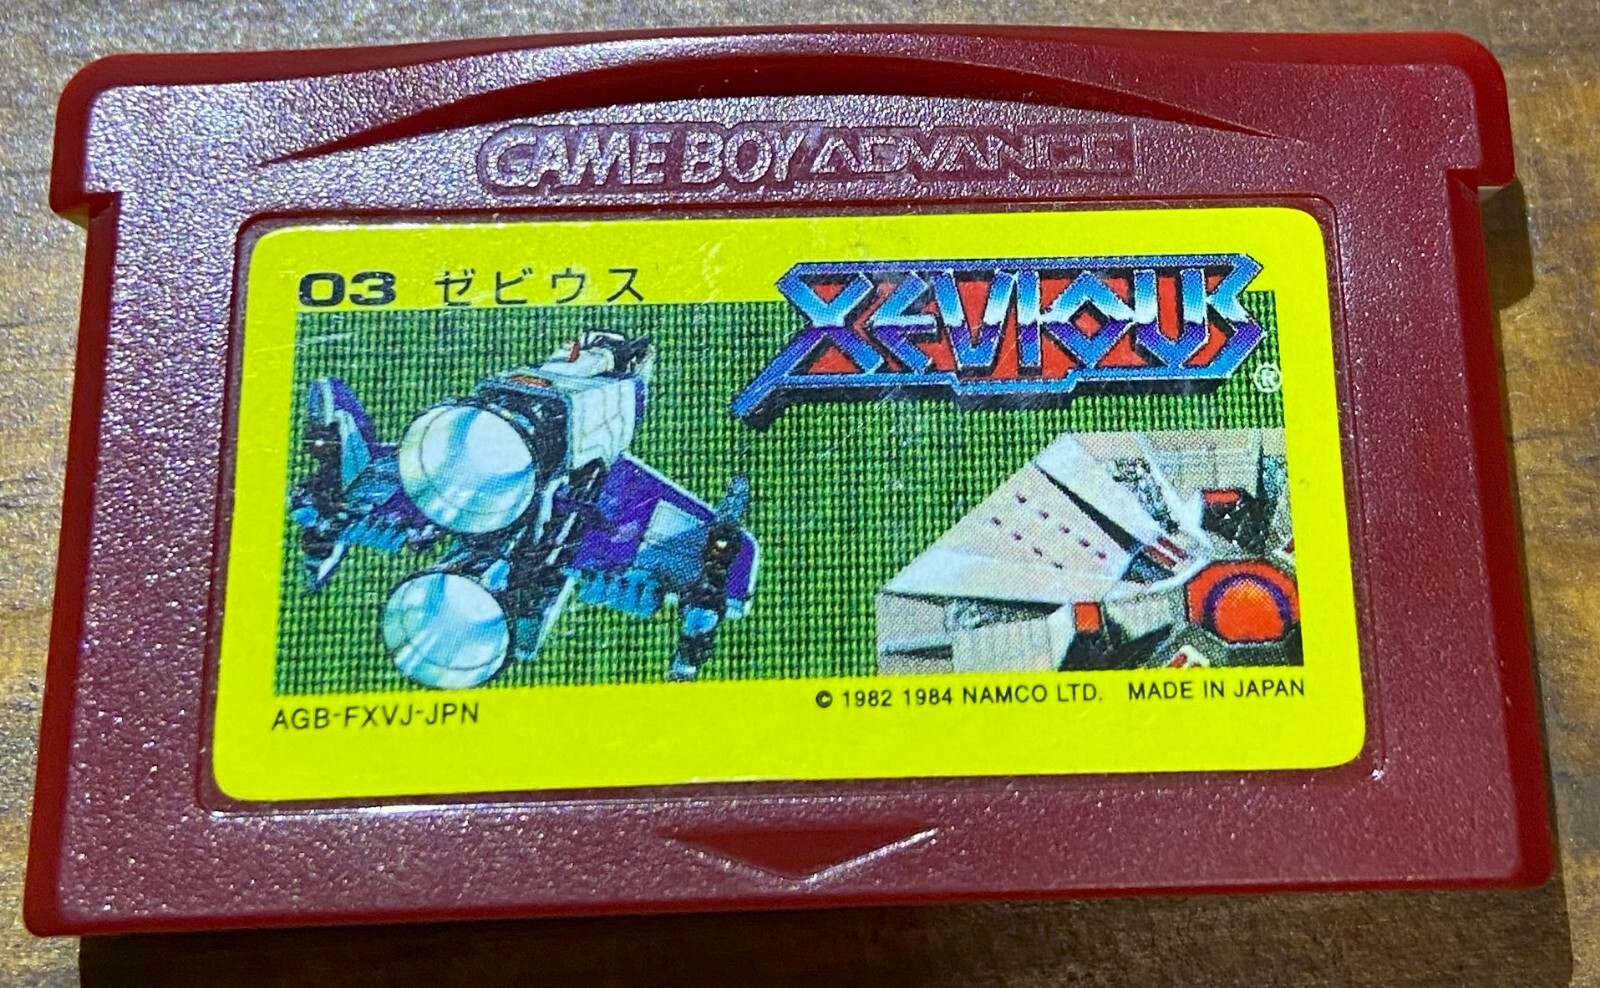 GAME BOY ADVANCE
03 ゼビウス
XEVIOUS®
© 1982 1984 NAMCO LTD. MADE IN JAPAN
AGB-FXVJ-JPN